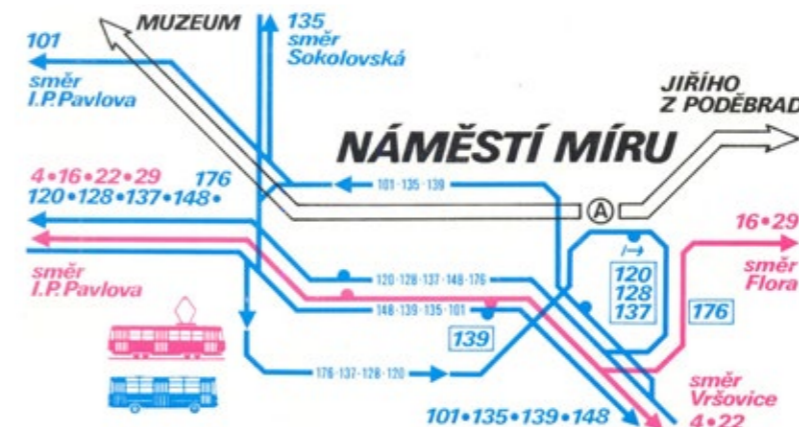 MUZEUM
135
směr
Sokolovská
101
směr
I.P.Pavlova
JIŘÍHO
Z PODĚBRAD
NÁMĚSTÍ MÍRU
4•16•22•29
176
120•128•137•148•
101·135·139
A
16•29
směr
Flora
směr
I.P.Pavlova
120·128·137·148·176
120
128
137
148·139·135·101
139
176
176·137·128·120
směr
Vršovice
4•22
101•135•139•148